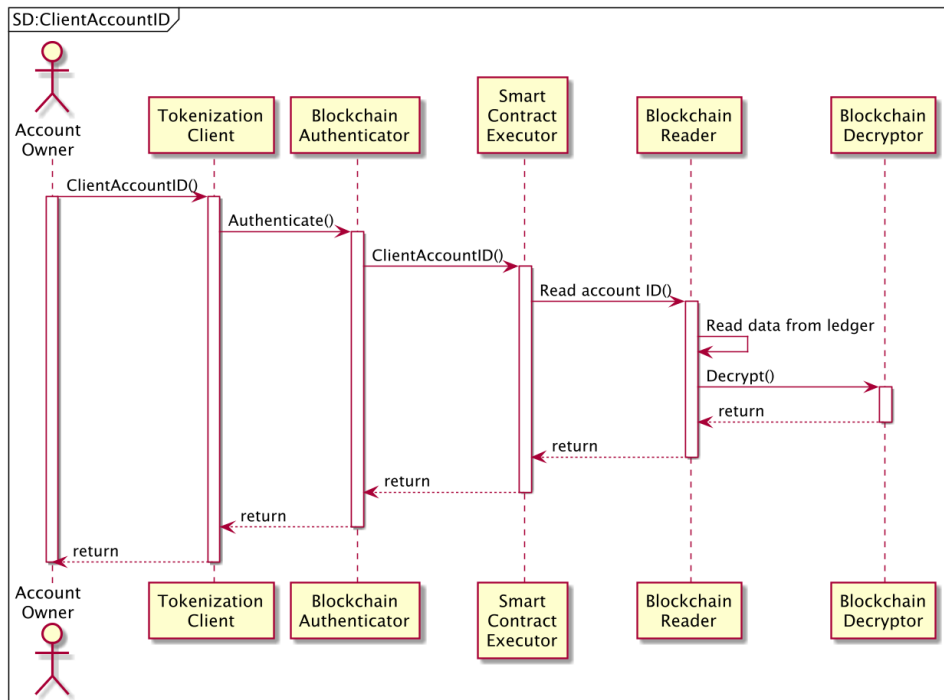 SD:ClientAccountID
Account
Owner
Tokenization
Client
Blockchain
Authenticator
Smart
Contract
Executor
Blockchain
Reader
Blockchain
Decryptor
ClientAccountID()
Authenticate()
ClientAccountID()
Read account ID()
Read data from ledger
Decrypt()
return
return
return
return
return
Account
Owner
Tokenization
Client
Blockchain
Authenticator
Smart
Contract
Executor
Blockchain
Reader
Blockchain
Decryptor